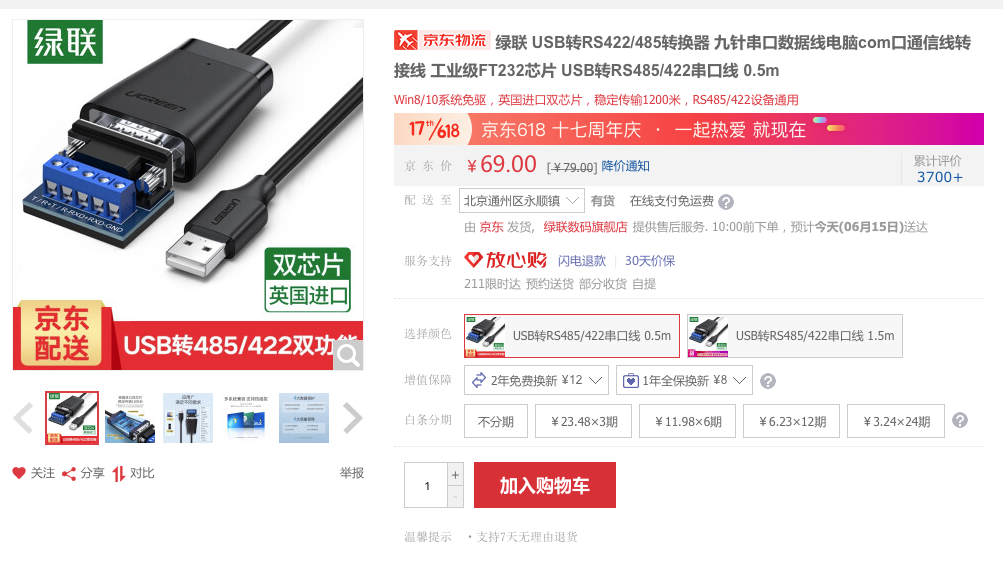 绿联
UGREEN
UGREEN
T/R+ T/R- RXD+ RXD- GND
双芯片
英国进口
京东
配送
USB转485/422双功能
关注 分享 对比 举报
京东物流 绿联 USB转RS422/485转换器 九针串口数据线电脑com口通信线转
接线 工业级FT232芯片 USB转RS485/422串口线 0.5m
Win8/10系统免驱，英国进口双芯片，稳定传输1200米，RS485/422设备通用
17th/618 京东618 十七周年庆 · 一起热爱 就现在
京 东 价 ￥69.00 [￥79.00] 降价通知 累计评价
3700+
配 送 至 北京通州区永顺镇 有货 在线支付免运费 ?
由 京东 发货, 绿联数码旗舰店 提供售后服务. 10:00前下单，预计今天(06月15日)送达
服务支持 放心购 闪电退款 30天价保
211限时达 预约送货 部分收货 自提
选择颜色 USB转RS485/422串口线 0.5m USB转RS485/422串口线 1.5m
增值保障 2年免费换新 ¥12 1年全保换新 ¥8 ?
白条分期 不分期 ￥23.48×3期 ￥11.98×6期 ￥6.23×12期 ￥3.24×24期 ?
1 + - 加入购物车
温馨提示 ·支持7天无理由退货